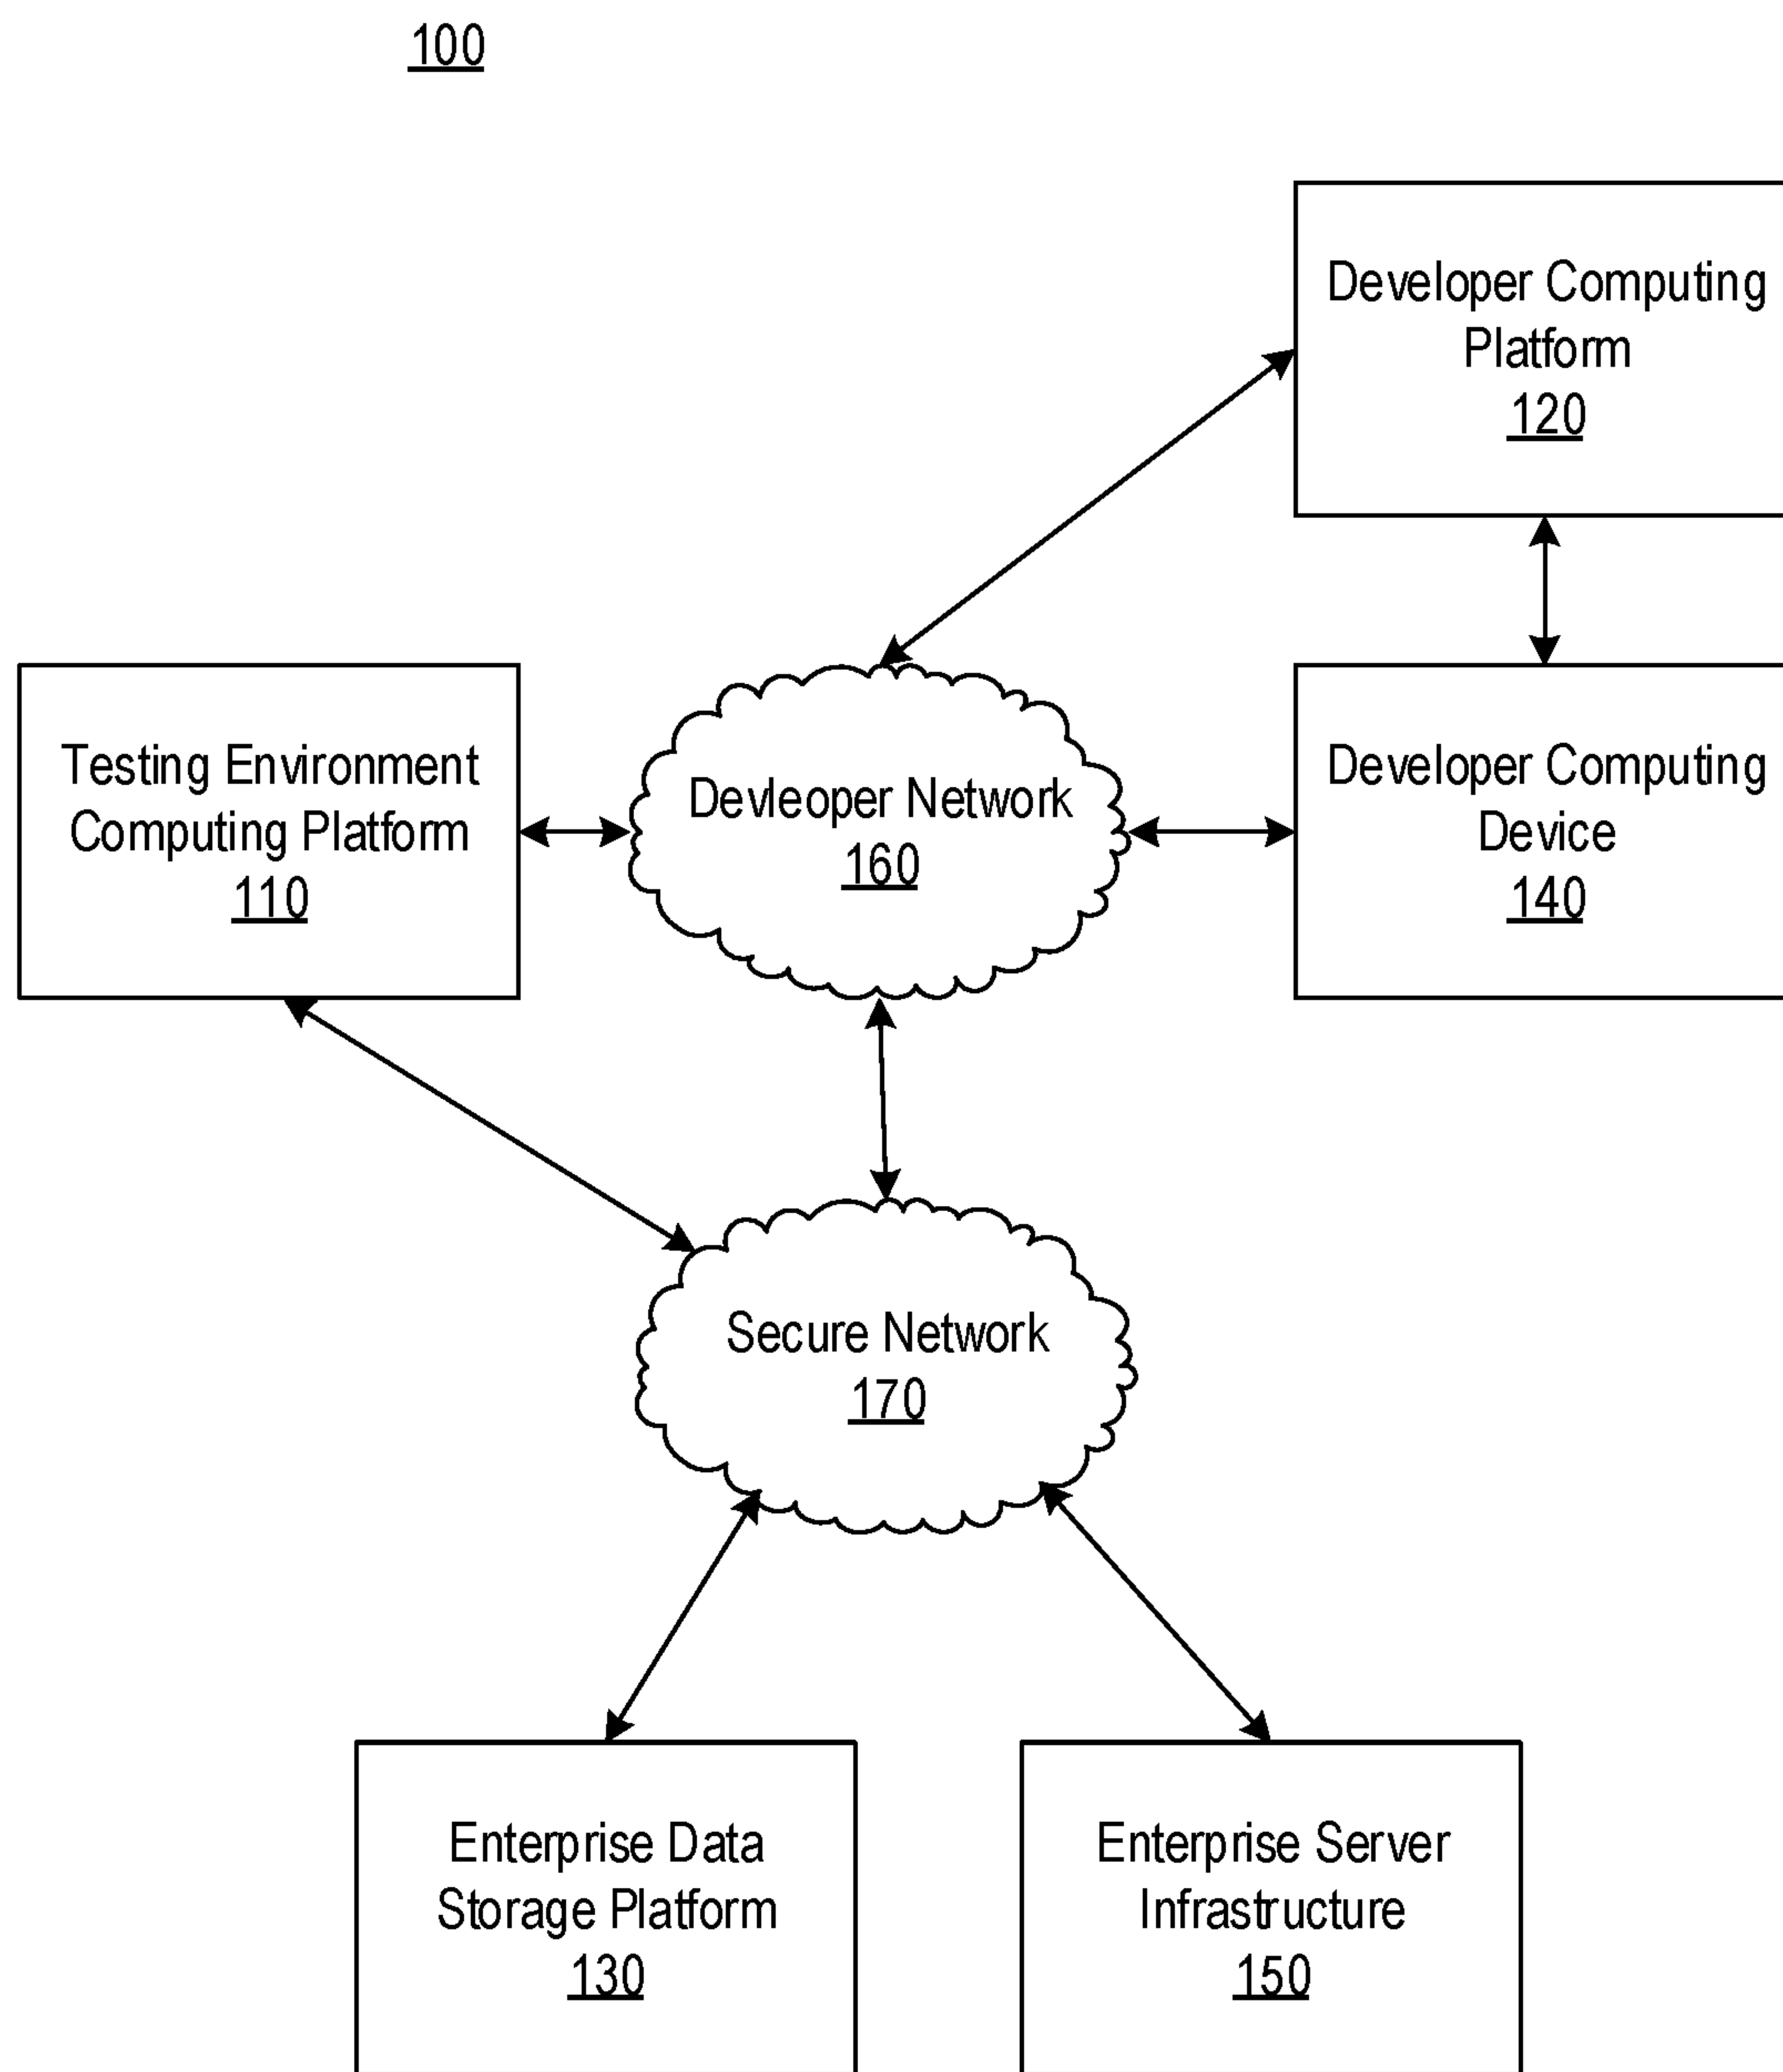 100
Developer Computing
Platform
120
Testing Environment
Computing Platform
110
Devleoper Network
160
Developer Computing
Device
140
Secure Network
170
Enterprise Data
Storage Platform
130
Enterprise Server
Infrastructure
150